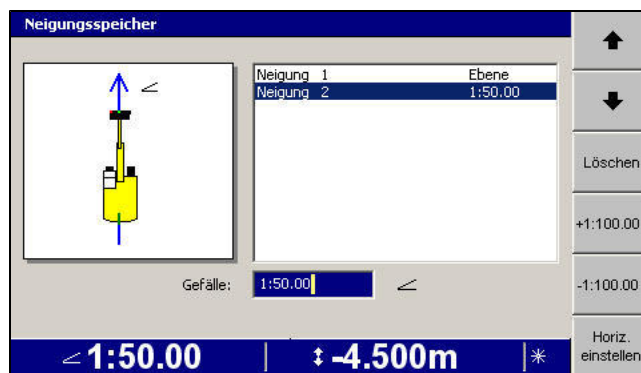 Neigungsspeicher
Neigung 1 Ebene
Neigung 2 1:50.00
Gefälle: 1:50.00
Löschen
+1:100.00
-1:100.00
Horiz.
einstellen
1:50.00 -4.500m *